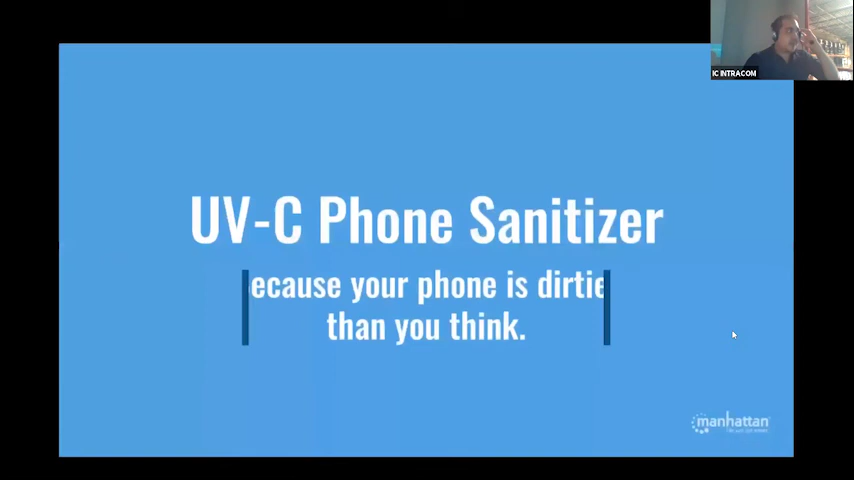 IC INTRACOM
UV-C Phone Sanitizer
ecause your phone is dirtie
than you think.
manhattan